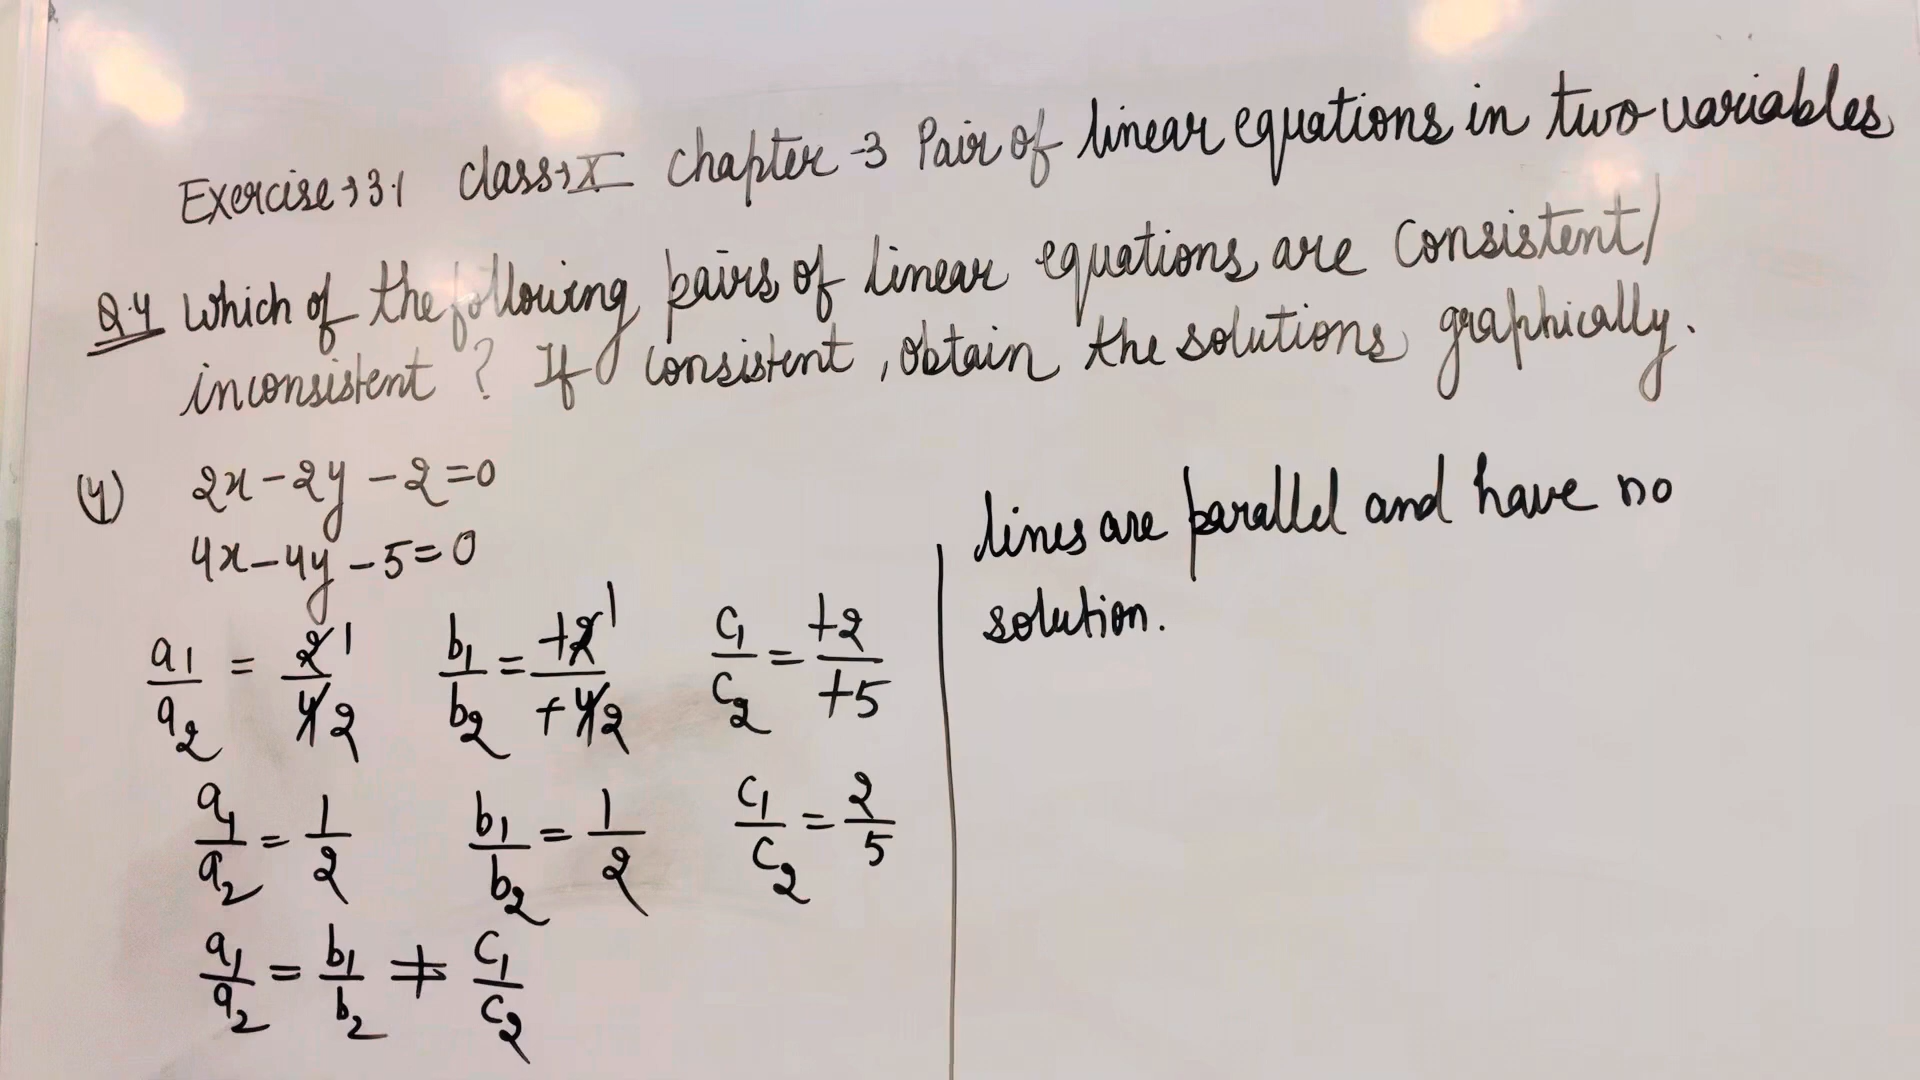 Exercise→3.1 class→X chapter-3 Pair of linear equations in two variables
Q.4 Which of the following pairs of linear equations are consistent/
inconsistent? If consistent, obtain the solutions graphically.
(4) 2x-2y-2=0
4x-4y-5=0
a1/a2 = 2 1/4 2 b1/b2 = +2 1/+4 2 c1/c2 = +2/+5
a1/a2 = 1/2 b1/b2 = 1/2 c1/c2 = 2/5
a1/a2 = b1/b2 ≠ c1/c2
lines are parallel and have no
solution.